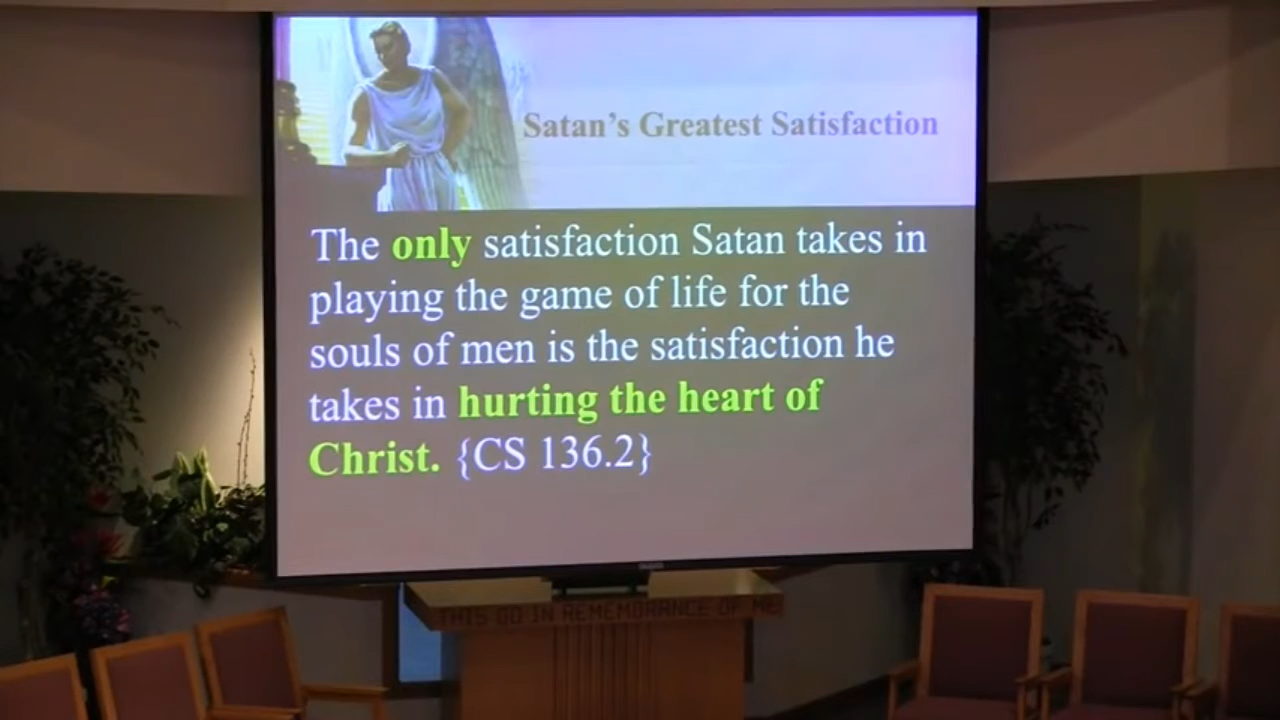 Satan’s Greatest Satisfaction
The only satisfaction Satan takes in
playing the game of life for the
souls of men is the satisfaction he
takes in hurting the heart of
Christ. {CS 136.2}
THIS DO IN REMEMBRANCE OF ME